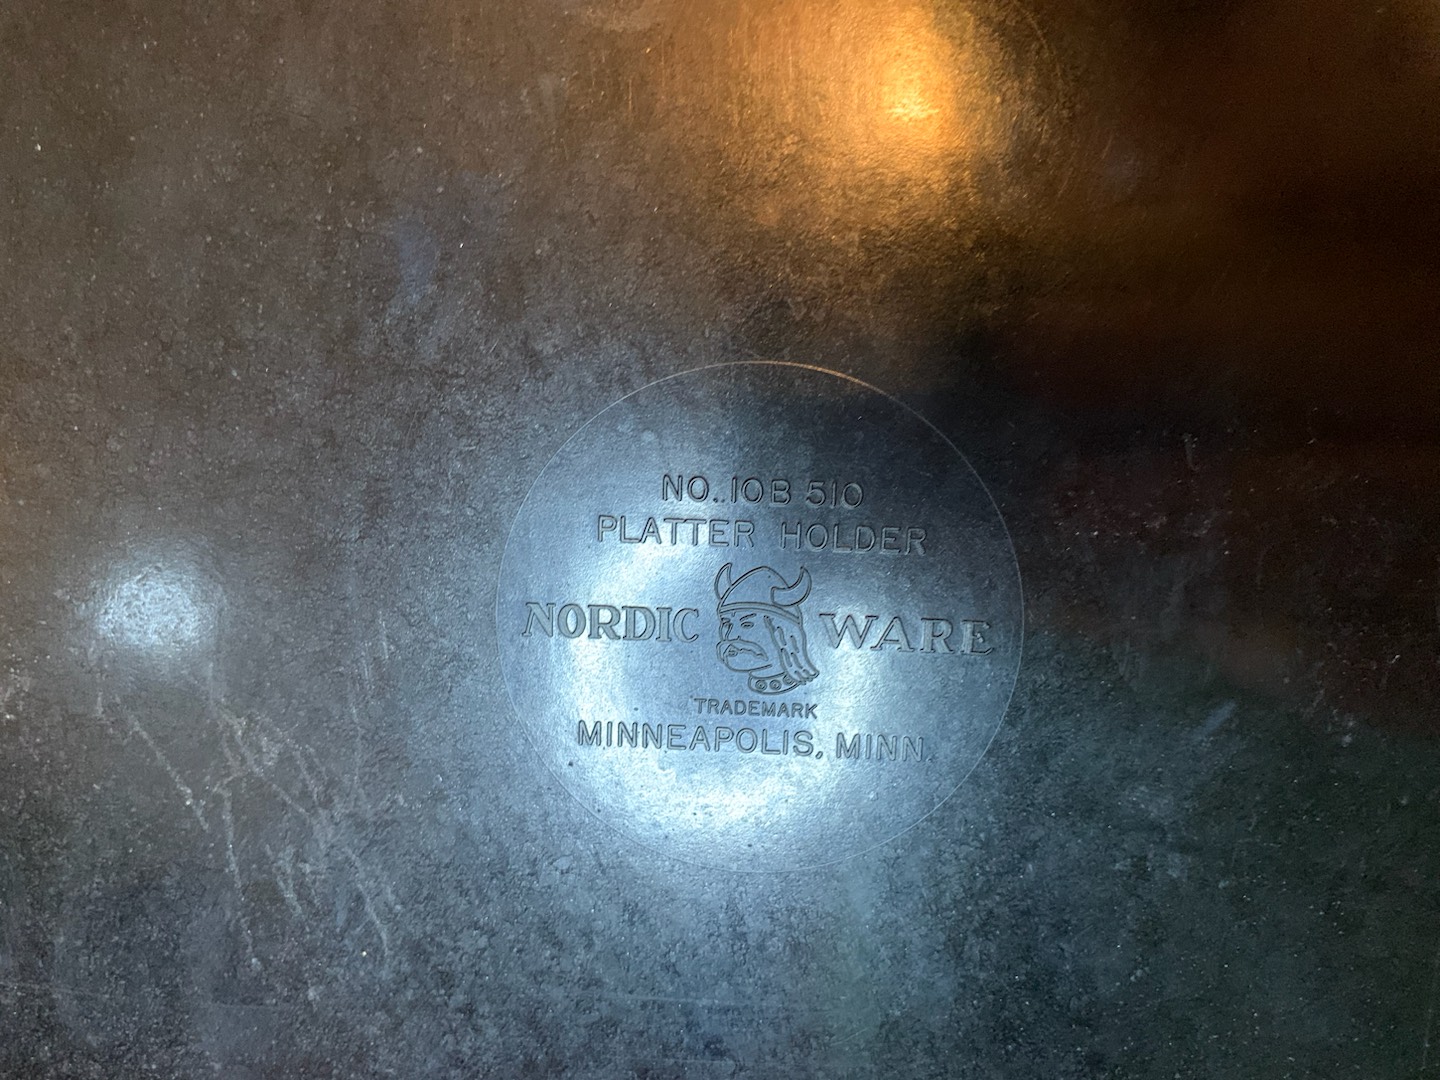 NO. 10B 510
PLATTER HOLDER
NORDIC WARE
TRADEMARK
MINNEAPOLIS, MINN.